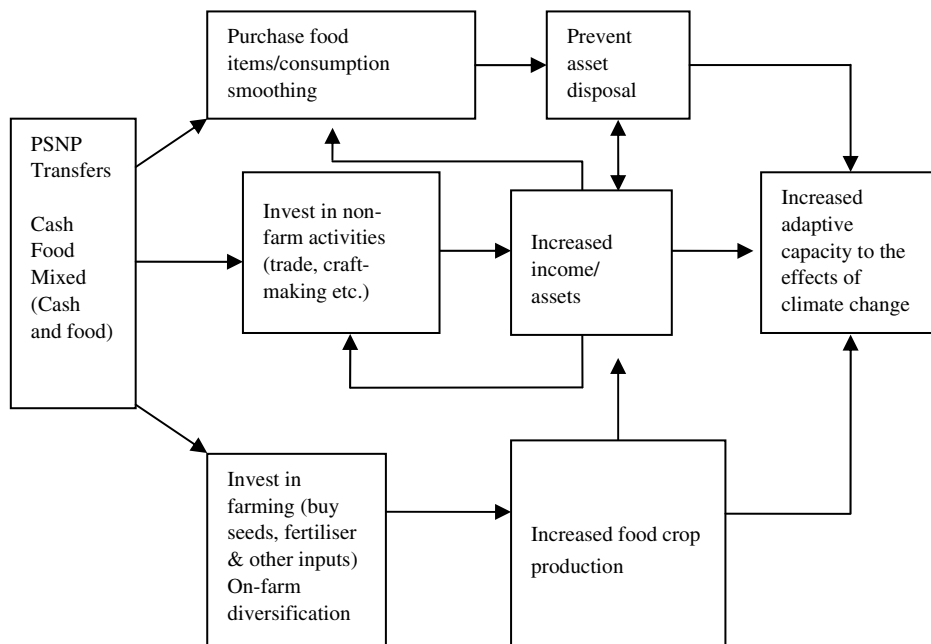 Purchase food
items/consumption
smoothing
Prevent
asset
disposal
PSNP
Transfers
Cash
Food
Mixed
(Cash
and food)
Invest in non-
farm activities
(trade, craft-
making etc.)
Increased
income/
assets
Increased
adaptive
capacity to the
effects of
climate change
Invest in
farming (buy
seeds, fertiliser
& other inputs)
On-farm
diversification
Increased food crop
production